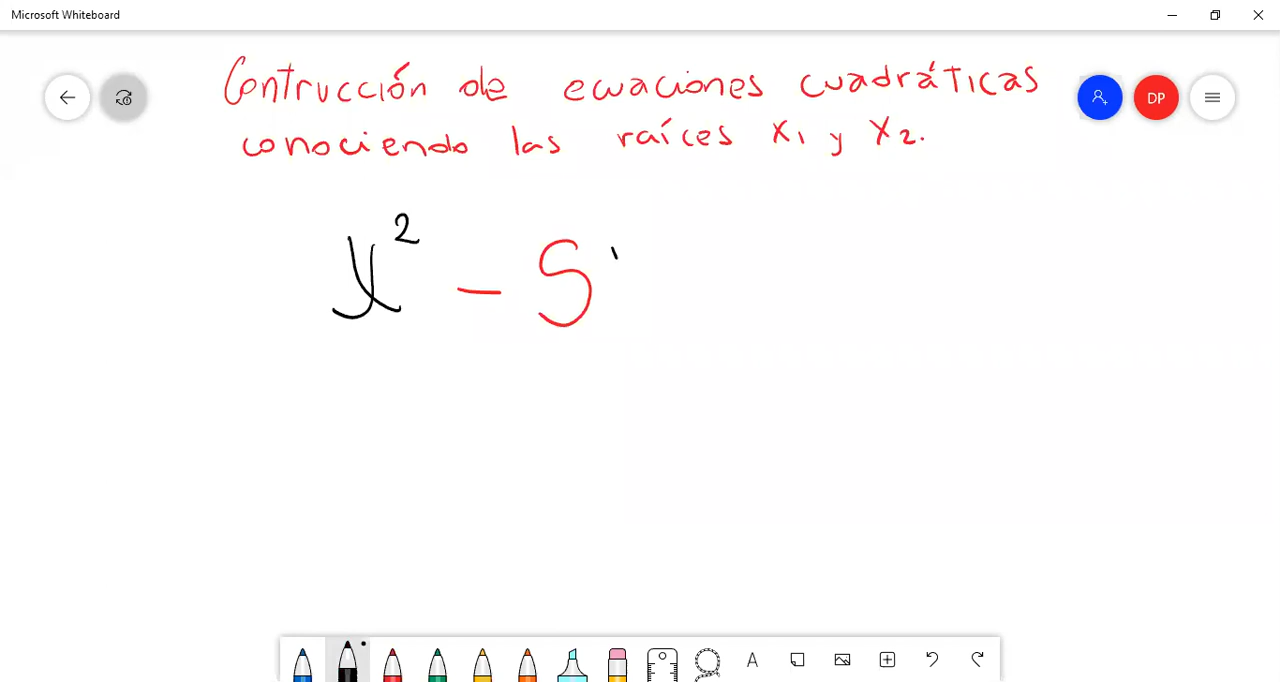 Microsoft Whiteboard
Contrucción de ecuaciones cuadráticas
DP
conociendo las raíces x1 y x2.
x² - S
A